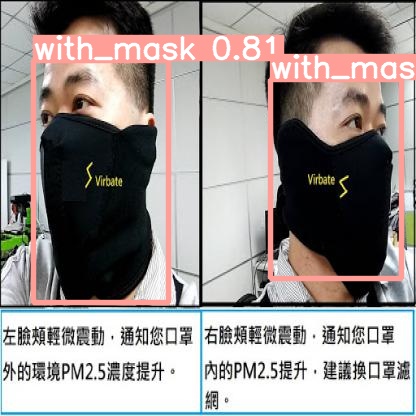 with_mask 0.81
with_mas
Virbate
Virbate
左臉頰輕微震動，通知您口罩
外的環境PM2.5濃度提升。
右臉頰輕微震動，通知您口罩
內的PM2.5提升，建議換口罩濾
網。